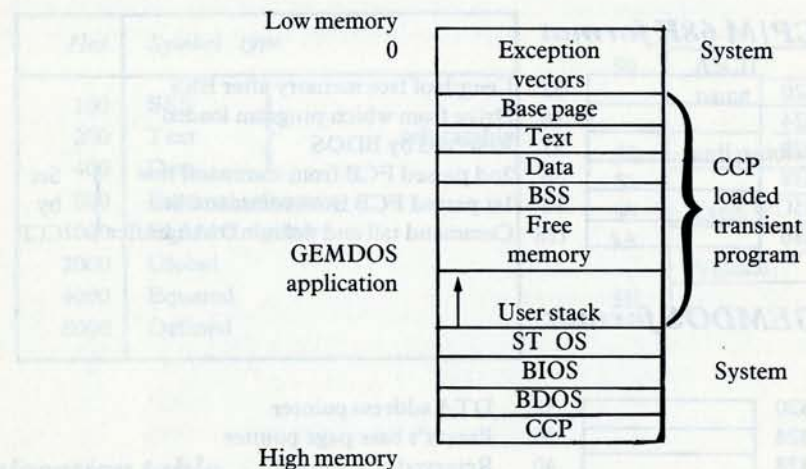 Low memory
0
Exception
vectors
System
Base page
Text
Data
BSS
Free
memory
CCP
loaded
transient
program
GEMDOS
application
User stack
ST OS
BIOS
BDOS
CCP
System
High memory